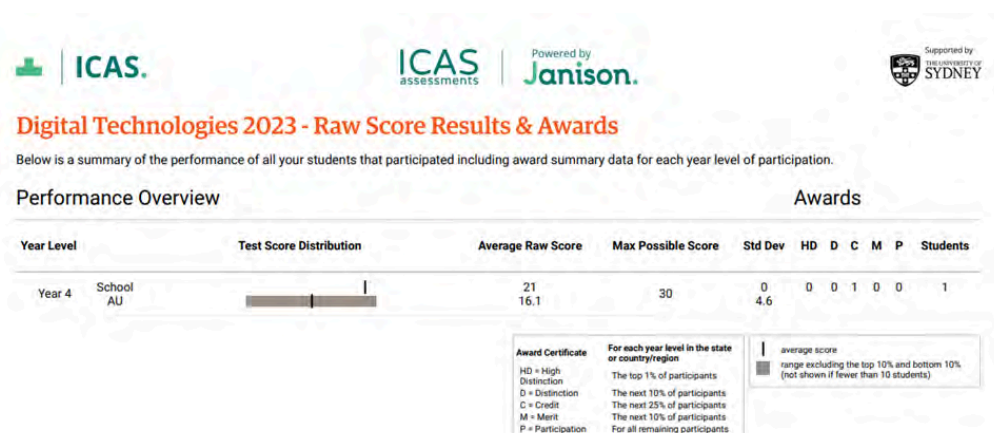 ICAS.
ICAS
assessments
Powered by
Janison.
Supported by
THE UNIVERSITY OF
SYDNEY
Digital Technologies 2023 - Raw Score Results & Awards
Below is a summary of the performance of all your students that participated including award summary data for each year level of participation.
Performance Overview
Awards
Year Level Test Score Distribution Average Raw Score Max Possible Score Std Dev HD D C M P Students
Year 4 School 21 30 0 0 0 1 0 0 1
AU 16.1 4.6
Award Certificate For each year level in the state or country/region
HD = High Distinction The top 1% of participants
D = Distinction The next 10% of participants
C = Credit The next 25% of participants
M = Merit The next 10% of participants
P = Participation For all remaining participants
average score
range excluding the top 10% and bottom 10%
(not shown if fewer than 10 students)